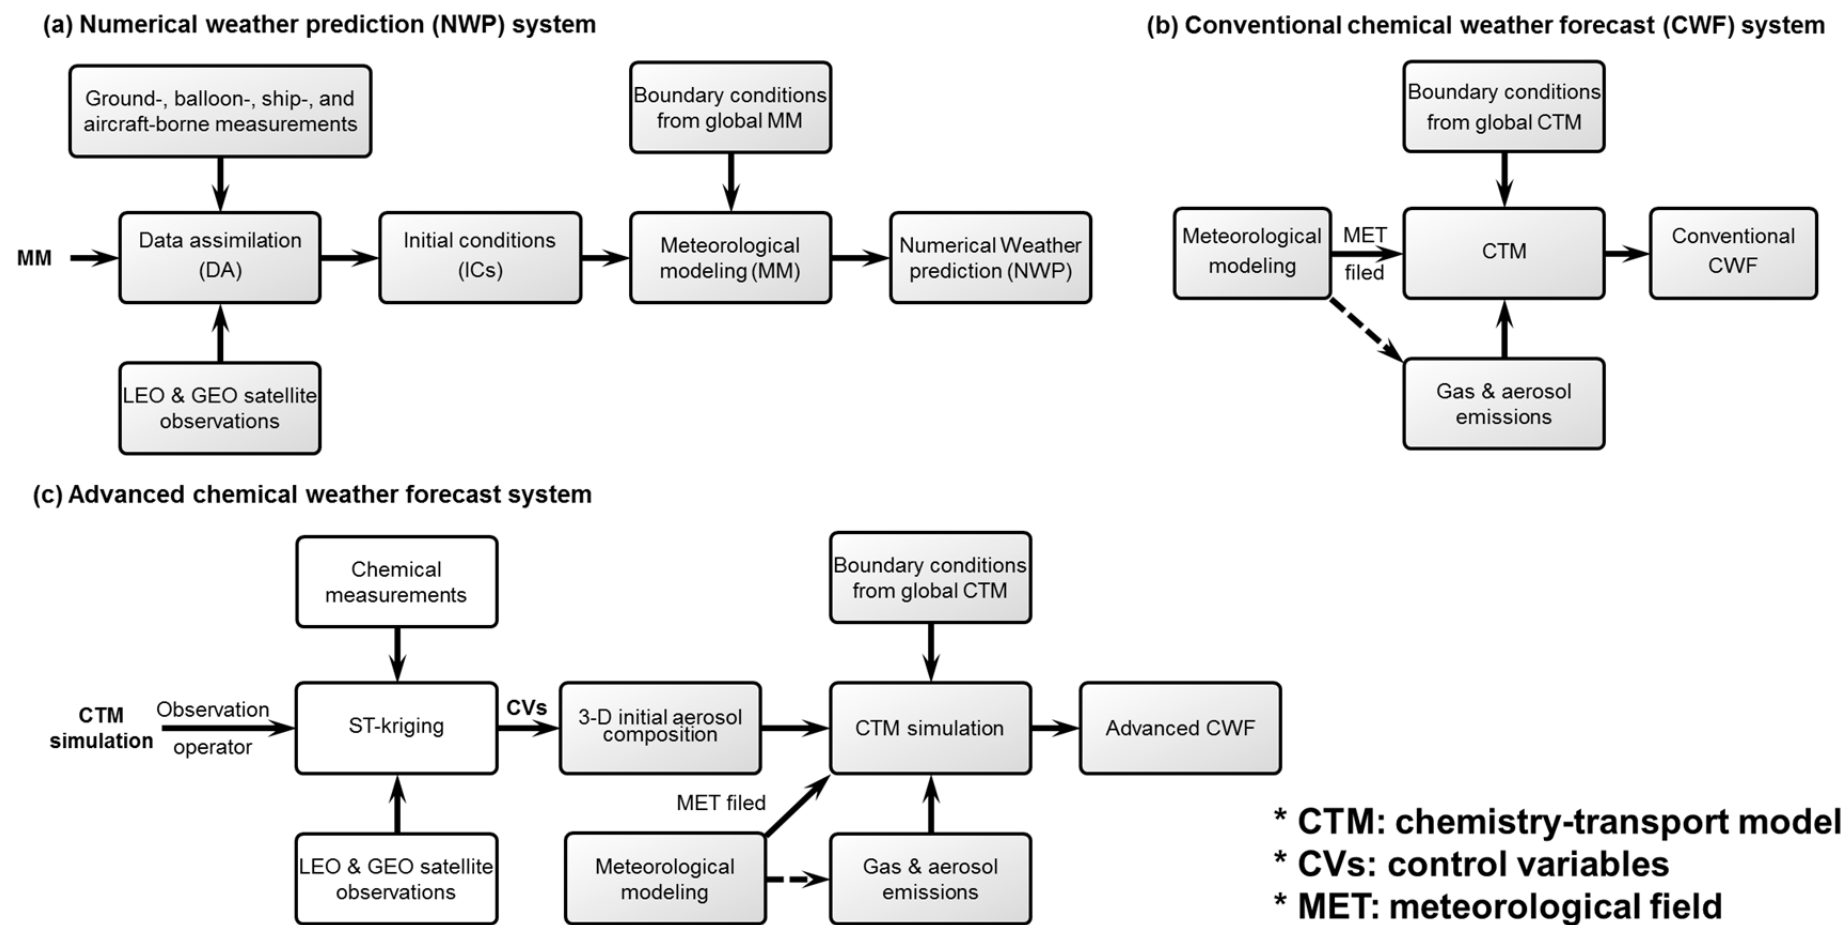 (a) Numerical weather prediction (NWP) system
Ground-, balloon-, ship-, and
aircraft-borne measurements
Boundary conditions
from global MM
MM
Data assimilation
(DA)
Initial conditions
(ICs)
Meteorological
modeling (MM)
Numerical Weather
prediction (NWP)
LEO & GEO satellite
observations
(b) Conventional chemical weather forecast (CWF) system
Boundary conditions
from global CTM
Meteorological
modeling
MET
filed
CTM
Conventional
CWF
Gas & aerosol
emissions
(c) Advanced chemical weather forecast system
Chemical
measurements
Boundary conditions
from global CTM
CTM
simulation
Observation
operator
ST-kriging
CVs
3-D initial aerosol
composition
CTM simulation
Advanced CWF
MET filed
LEO & GEO satellite
observations
Meteorological
modeling
Gas & aerosol
emissions
* CTM: chemistry-transport model
* CVs: control variables
* MET: meteorological field